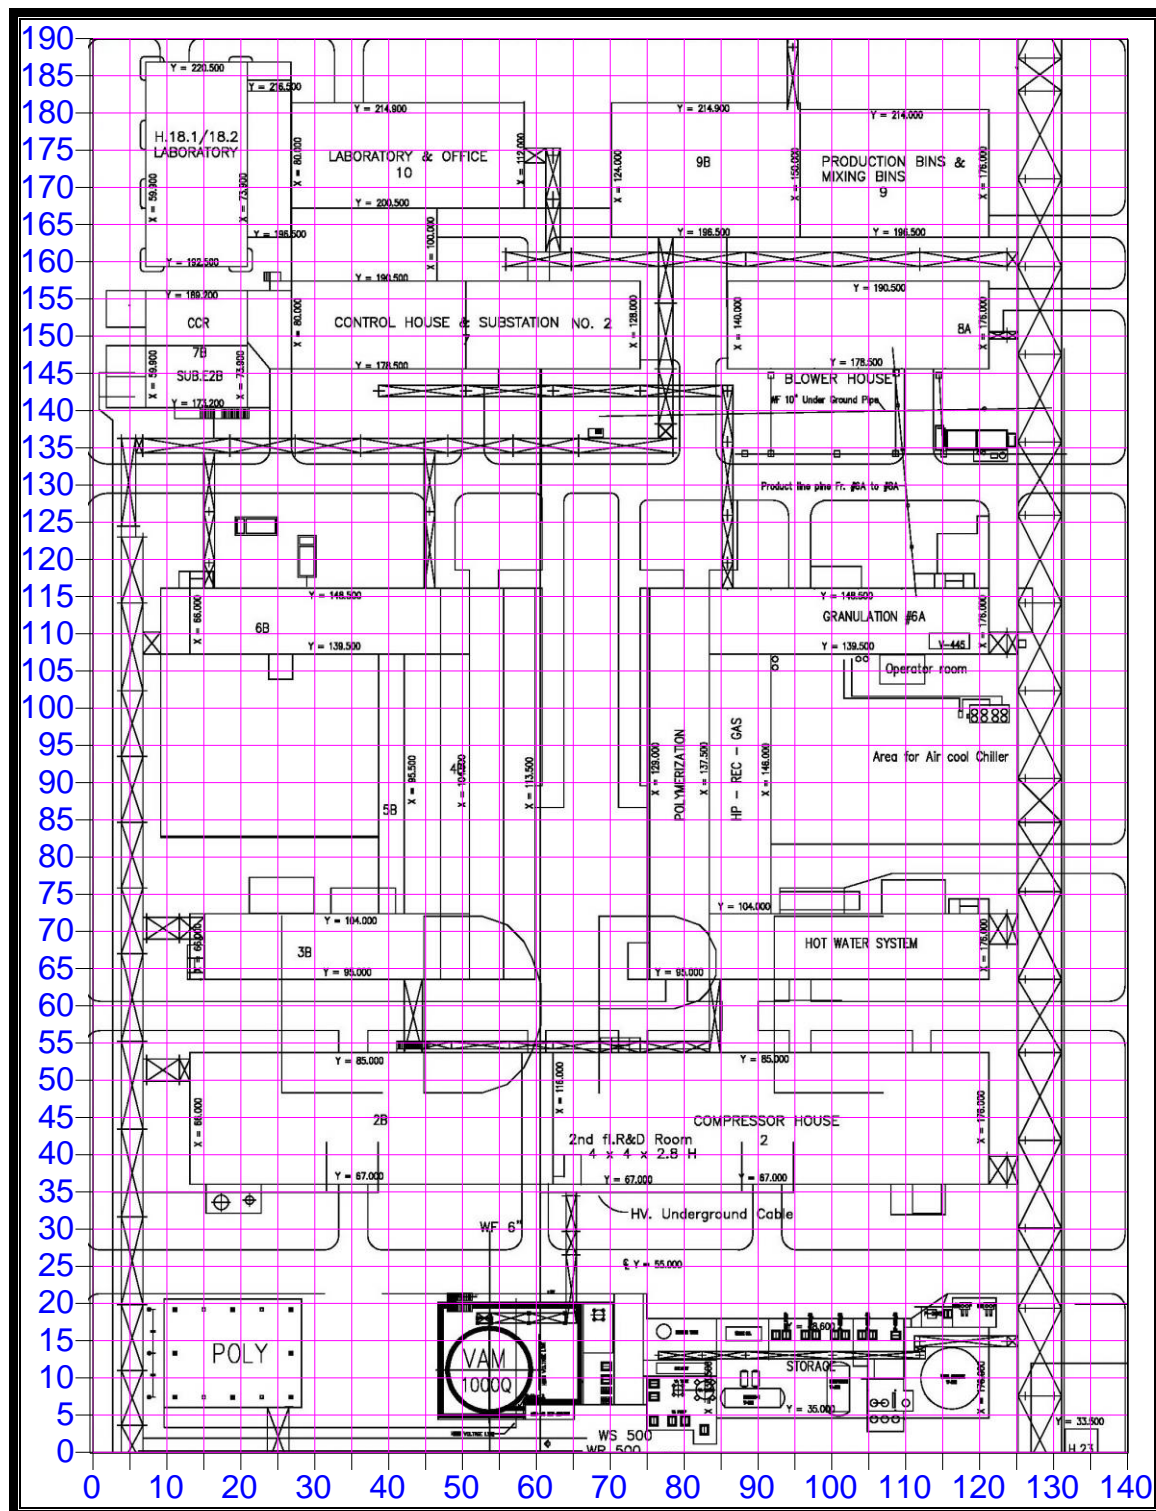 190
185
180
175
170
165
160
155
150
145
140
135
130
125
120
115
110
105
100
95
90
85
80
75
70
65
60
55
50
45
40
35
30
25
20
15
10
5
0
0 10 20 30 40 50 60 70 80 90 100 110 120 130 140
Y = 220.500
Y = 216.500
Y = 214.900
Y = 214.900
Y = 214.000
H.18.1/18.2
LABORATORY
X = 59.900
X = 73.900
X = 80.000
LABORATORY & OFFICE
10
X = 112.000
X = 124.000
9B
X = 150.000
PRODUCTION BINS &
MIXING BINS
9
X = 176.000
Y = 200.500
Y = 196.500
X = 100.000
Y = 196.500
Y = 196.500
Y = 192.500
Y = 190.500
Y = 190.500
Y = 189.200
CCR
7B
SUB.E2B
X = 59.900
X = 73.900
Y = 173.200
X = 80.000
CONTROL HOUSE & SUBSTATION NO. 2
7
X = 128.000
X = 140.000
8A
X = 176.000
Y = 178.500
Y = 178.500
BLOWER HOUSE
WF 10" Under Ground Pipe
Product line pine Fr. #6A to #8A
Y = 148.500
Y = 148.500
X = 66.000
6B
GRANULATION #6A
X = 176.000
Y = 139.500
Y = 139.500
V-445
Operator room
5B
X = 95.500
X = 113.500
X = 129.000
POLYMERIZATION
X = 137.500
HP - REC - GAS
X = 146.000
Area for Air cool Chiller
Y = 104.000
Y = 104.000
X = 66.000
3B
HOT WATER SYSTEM
X = 176.000
Y = 95.000
Y = 95.000
Y = 85.000
Y = 85.000
X = 66.000
2B
X = 116.000
COMPRESSOR HOUSE
2
2nd fl.R&D Room
4 x 4 x 2.8 H
X = 176.000
Y = 67.000
Y = 67.000
Y = 67.000
HV. Underground Cable
WF 6"
Y = 55.000
POLY
VAM
1000Q
STORAGE
Y = 35.000
Y = 33.500
WS 500
WR 500
H.23